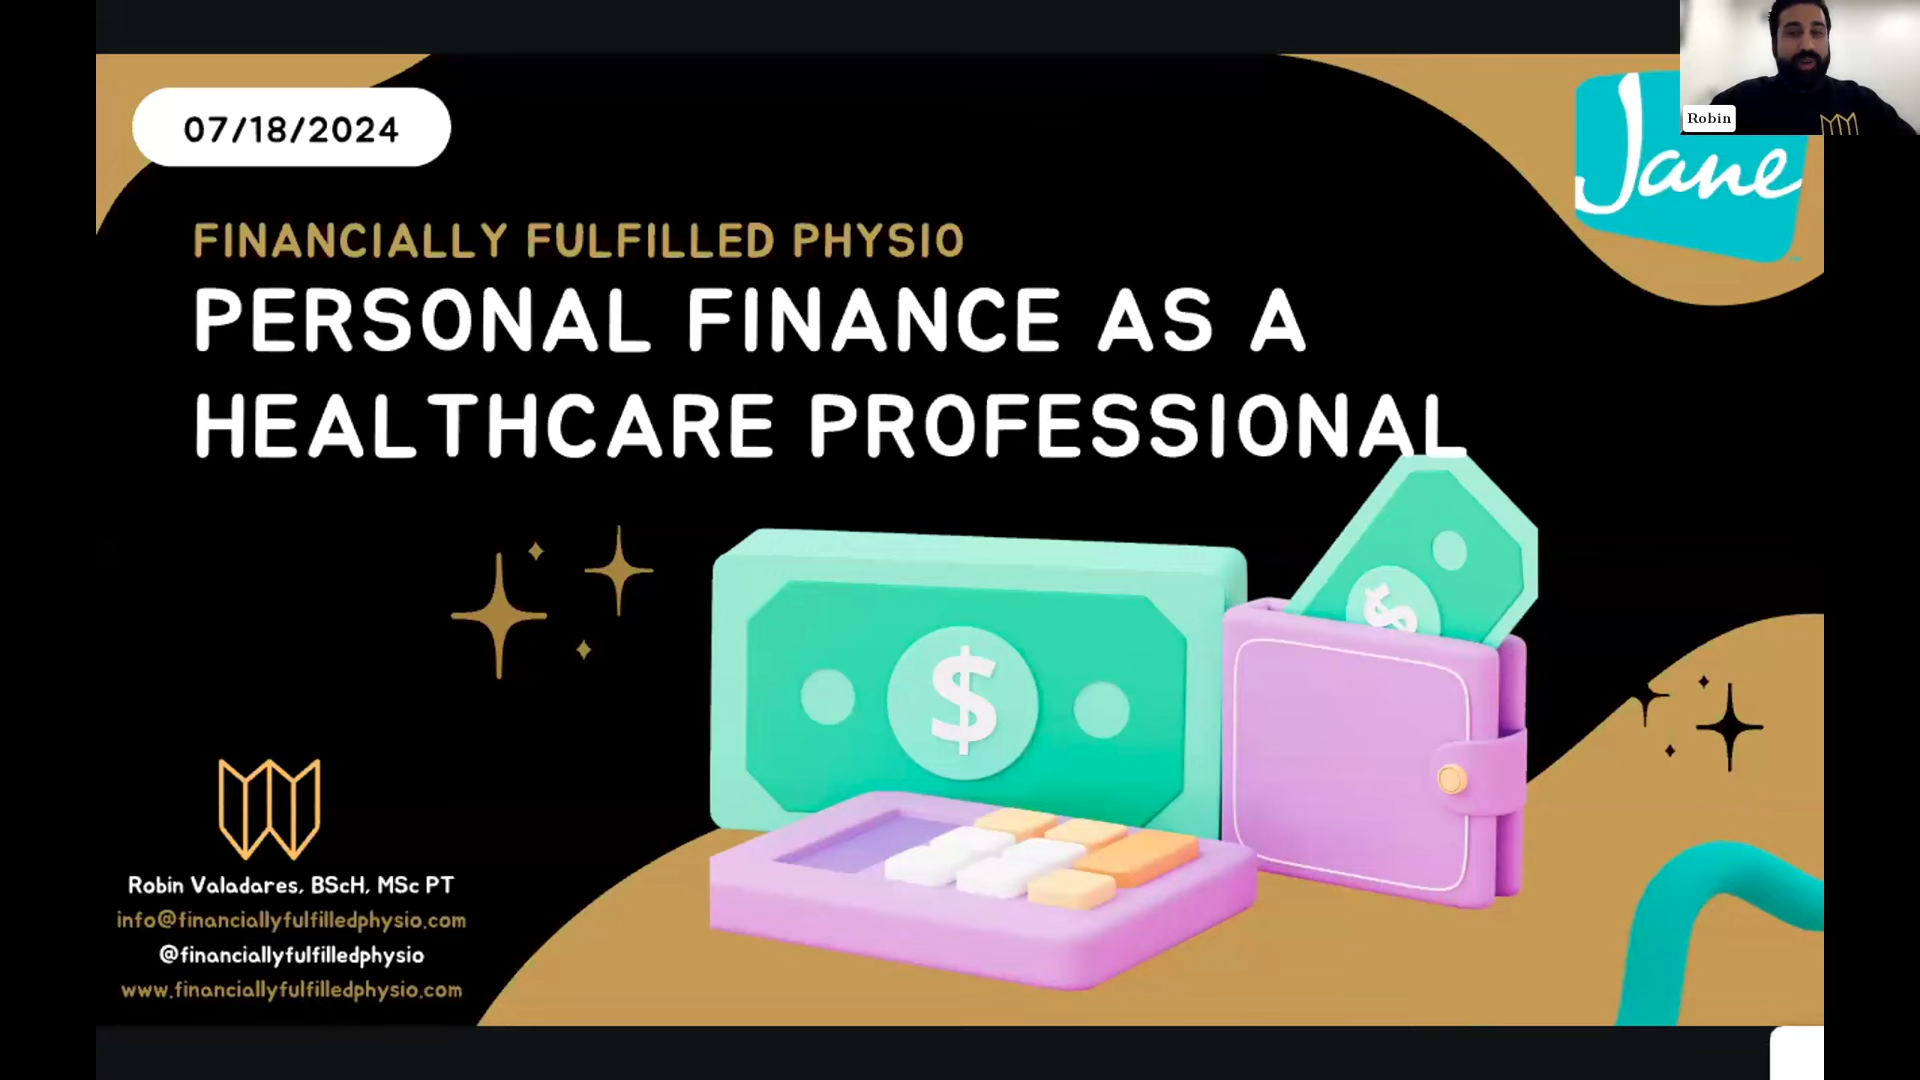 07/18/2024
Jane
Robin
FINANCIALLY FULFILLED PHYSIO
PERSONAL FINANCE AS A
HEALTHCARE PROFESSIONAL
$
$
Robin Valadares, BScH, MSc PT
info@financiallyfulfilledphysio.com
@financiallyfulfilledphysio
www.financiallyfulfilledphysio.com